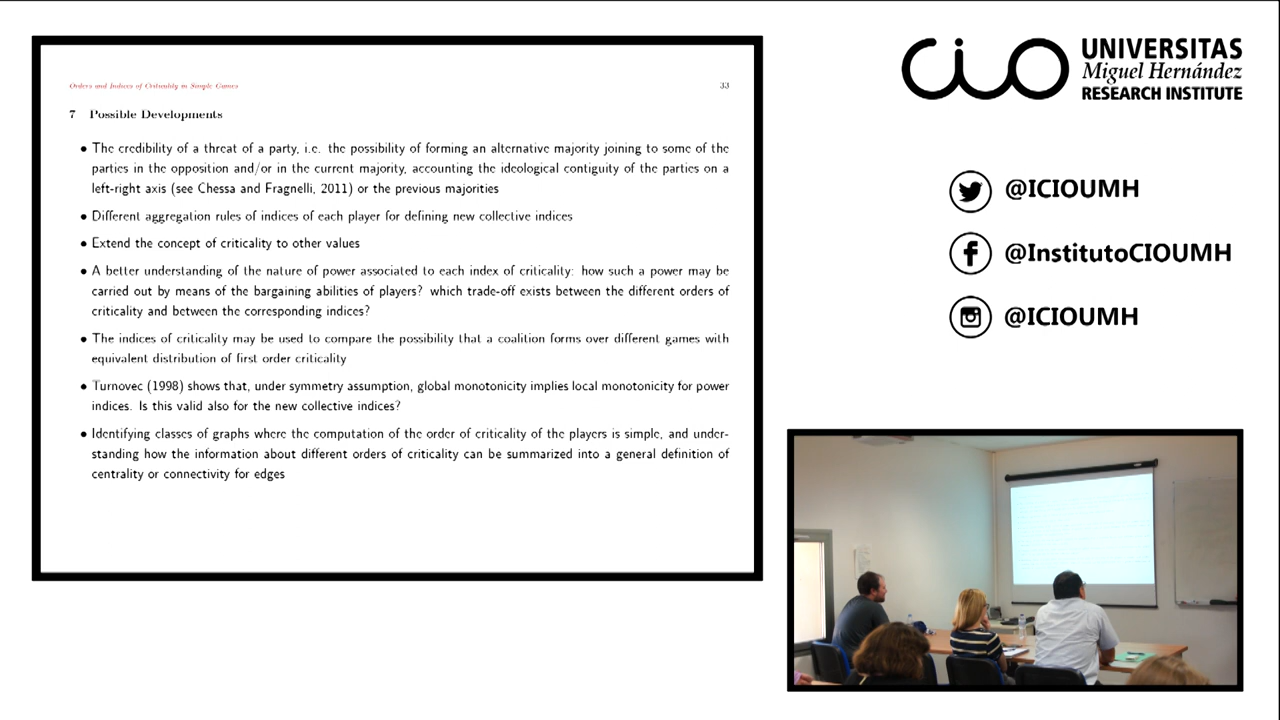 Orders and Indices of Criticality in Simple Games 33
7 Possible Developments
• The credibility of a threat of a party, i.e. the possibility of forming an alternative majority joining to some of the
parties in the opposition and/or in the current majority, accounting the ideological contiguity of the parties on a
left-right axis (see Chessa and Fragnelli, 2011) or the previous majorities
• Different aggregation rules of indices of each player for defining new collective indices
• Extend the concept of criticality to other values
• A better understanding of the nature of power associated to each index of criticality: how such a power may be
carried out by means of the bargaining abilities of players? which trade-off exists between the different orders of
criticality and between the corresponding indices?
• The indices of criticality may be used to compare the possibility that a coalition forms over different games with
equivalent distribution of first order criticality
• Turnovec (1998) shows that, under symmetry assumption, global monotonicity implies local monotonicity for power
indices. Is this valid also for the new collective indices?
• Identifying classes of graphs where the computation of the order of criticality of the players is simple, and under-
standing how the information about different orders of criticality can be summarized into a general definition of
centrality or connectivity for edges
cio
UNIVERSITAS
Miguel Hernández
RESEARCH INSTITUTE
@ICIOUMH
@InstitutoCIOUMH
@ICIOUMH